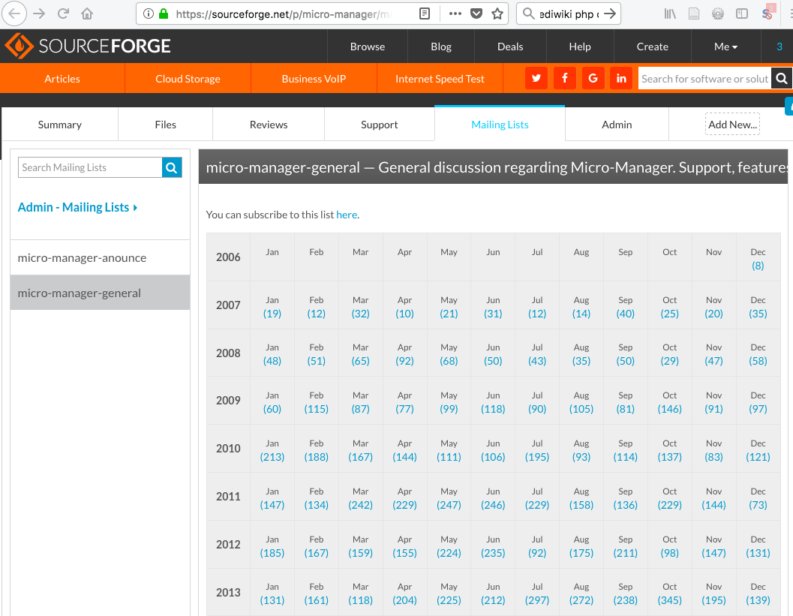 https://sourceforge.net/p/micro-manager/m
ediwiki php c
SOURCEFORGE
Browse Blog Deals Help Create Me 3
Articles Cloud Storage Business VoIP Internet Speed Test Search for software or solut
Summary Files Reviews Support Mailing Lists Admin Add New...
Search Mailing Lists
Admin - Mailing Lists
micro-manager-anounce
micro-manager-general
micro-manager-general — General discussion regarding Micro-Manager. Support, features
You can subscribe to this list here.
2006 Jan Feb Mar Apr May Jun Jul Aug Sep Oct Nov Dec
(8)
2007 Jan Feb Mar Apr May Jun Jul Aug Sep Oct Nov Dec
(19) (12) (32) (10) (21) (31) (12) (14) (40) (25) (20) (35)
2008 Jan Feb Mar Apr May Jun Jul Aug Sep Oct Nov Dec
(48) (51) (65) (92) (68) (50) (43) (35) (50) (29) (47) (58)
2009 Jan Feb Mar Apr May Jun Jul Aug Sep Oct Nov Dec
(60) (115) (87) (77) (99) (118) (90) (105) (81) (146) (91) (97)
2010 Jan Feb Mar Apr May Jun Jul Aug Sep Oct Nov Dec
(213) (188) (167) (144) (111) (106) (195) (93) (114) (137) (83) (121)
2011 Jan Feb Mar Apr May Jun Jul Aug Sep Oct Nov Dec
(147) (134) (242) (229) (247) (246) (229) (158) (136) (229) (144) (73)
2012 Jan Feb Mar Apr May Jun Jul Aug Sep Oct Nov Dec
(185) (167) (159) (155) (224) (235) (92) (175) (211) (98) (147) (131)
2013 Jan Feb Mar Apr May Jun Jul Aug Sep Oct Nov Dec
(131) (161) (118) (204) (225) (212) (297) (272) (238) (345) (195) (139)